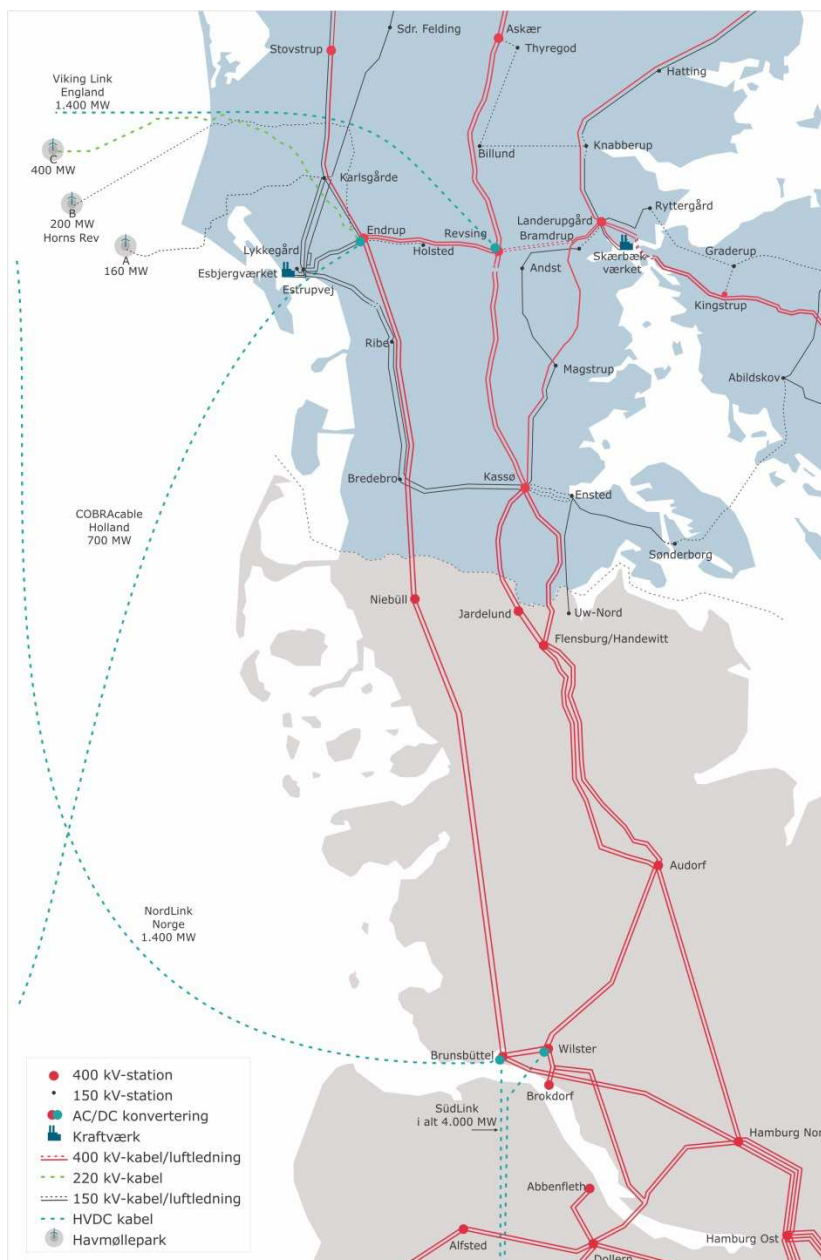 Sdr. Felding
Askær
Stovstrup
Thyregod
Hatting
Viking Link
England
1.400 MW
C
400 MW
Billund
Knabberup
Karlsgårde
Ryttergård
B
200 MW
Horns Rev
Landerupgård
Bramdrup
Endrup
Revsing
A
160 MW
Lykkegård
Holsted
Skærbæk-
værket
Graderup
Esbjergværket
Andst
Estrupvej
Kingstrup
Ribe
Magstrup
Abildskov
Bredebro
Kassø
Ensted
COBRAcable
Holland
700 MW
Sønderborg
Niebüll
Jardelund
Uw-Nord
Flensburg/Handewitt
Audorf
NordLink
Norge
1.400 MW
Brunsbüttel
Wilster
Brokdorf
SüdLink
i alt 4.000 MW
Hamburg Nor
Abbenfleth
Hamburg Ost
Alfsted
Dollern
400 kV-station
150 kV-station
AC/DC konvertering
Kraftværk
400 kV-kabel/luftledning
220 kV-kabel
150 kV-kabel/luftledning
HVDC kabel
Havmøllepark